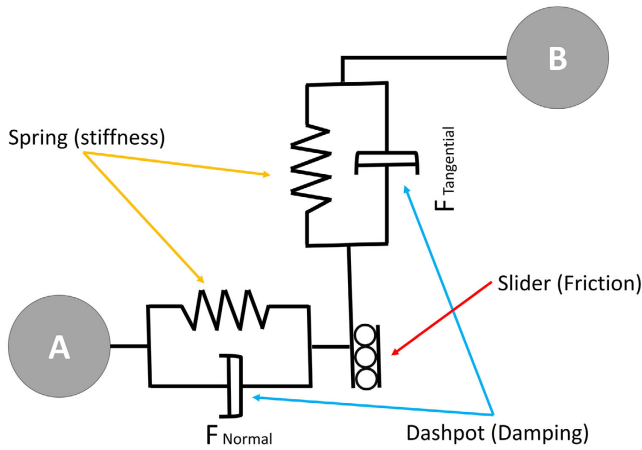 B
Spring (stiffness)
F Tangential
Slider (Friction)
A
F Normal
Dashpot (Damping)